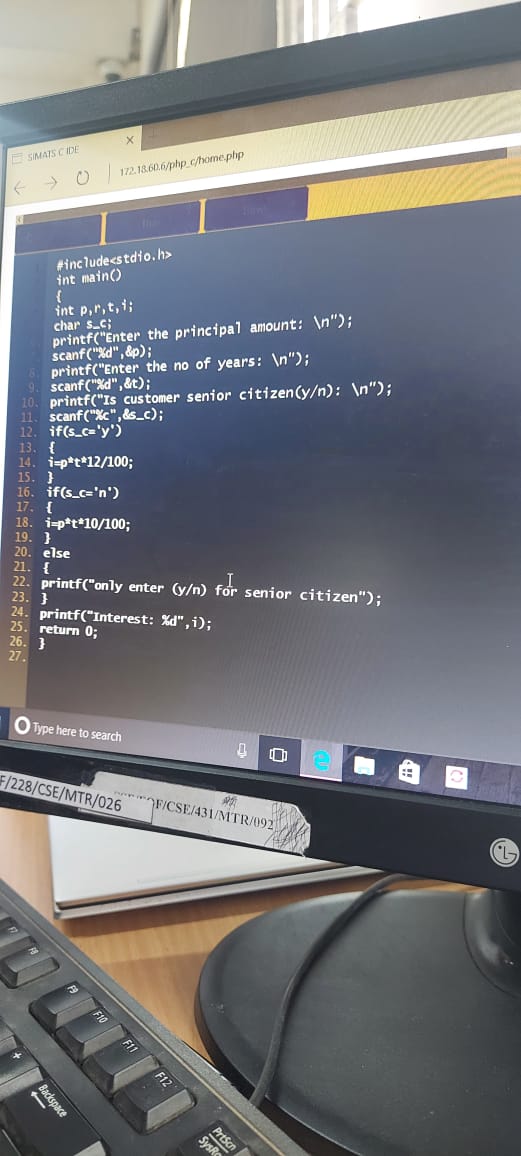 SIMATS C IDE
172.18.60.6/php_c/home.php
#include<stdio.h>
int main()
{
int p,r,t,i;
char s_c;
printf("Enter the principal amount: \n");
scanf("%d",&p);
8. printf("Enter the no of years: \n");
9. scanf("%d",&t);
10. printf("Is customer senior citizen(y/n): \n");
11. scanf("%c",&s_c);
12. if(s_c='y')
13. {
14. i=p*t*12/100;
15. }
16. if(s_c='n')
17. {
18. i=p*t*10/100;
19. }
20. else
21. {
22. printf("only enter (y/n) for senior citizen");
23. }
24. printf("Interest: %d",i);
25. return 0;
26. }
27.
Type here to search
F/228/CSE/MTR/026
F/CSE/431/MTR/092
LG
F7
F8
F9
F10
F11
F12
+
Backspace
PrtScn
SysRq